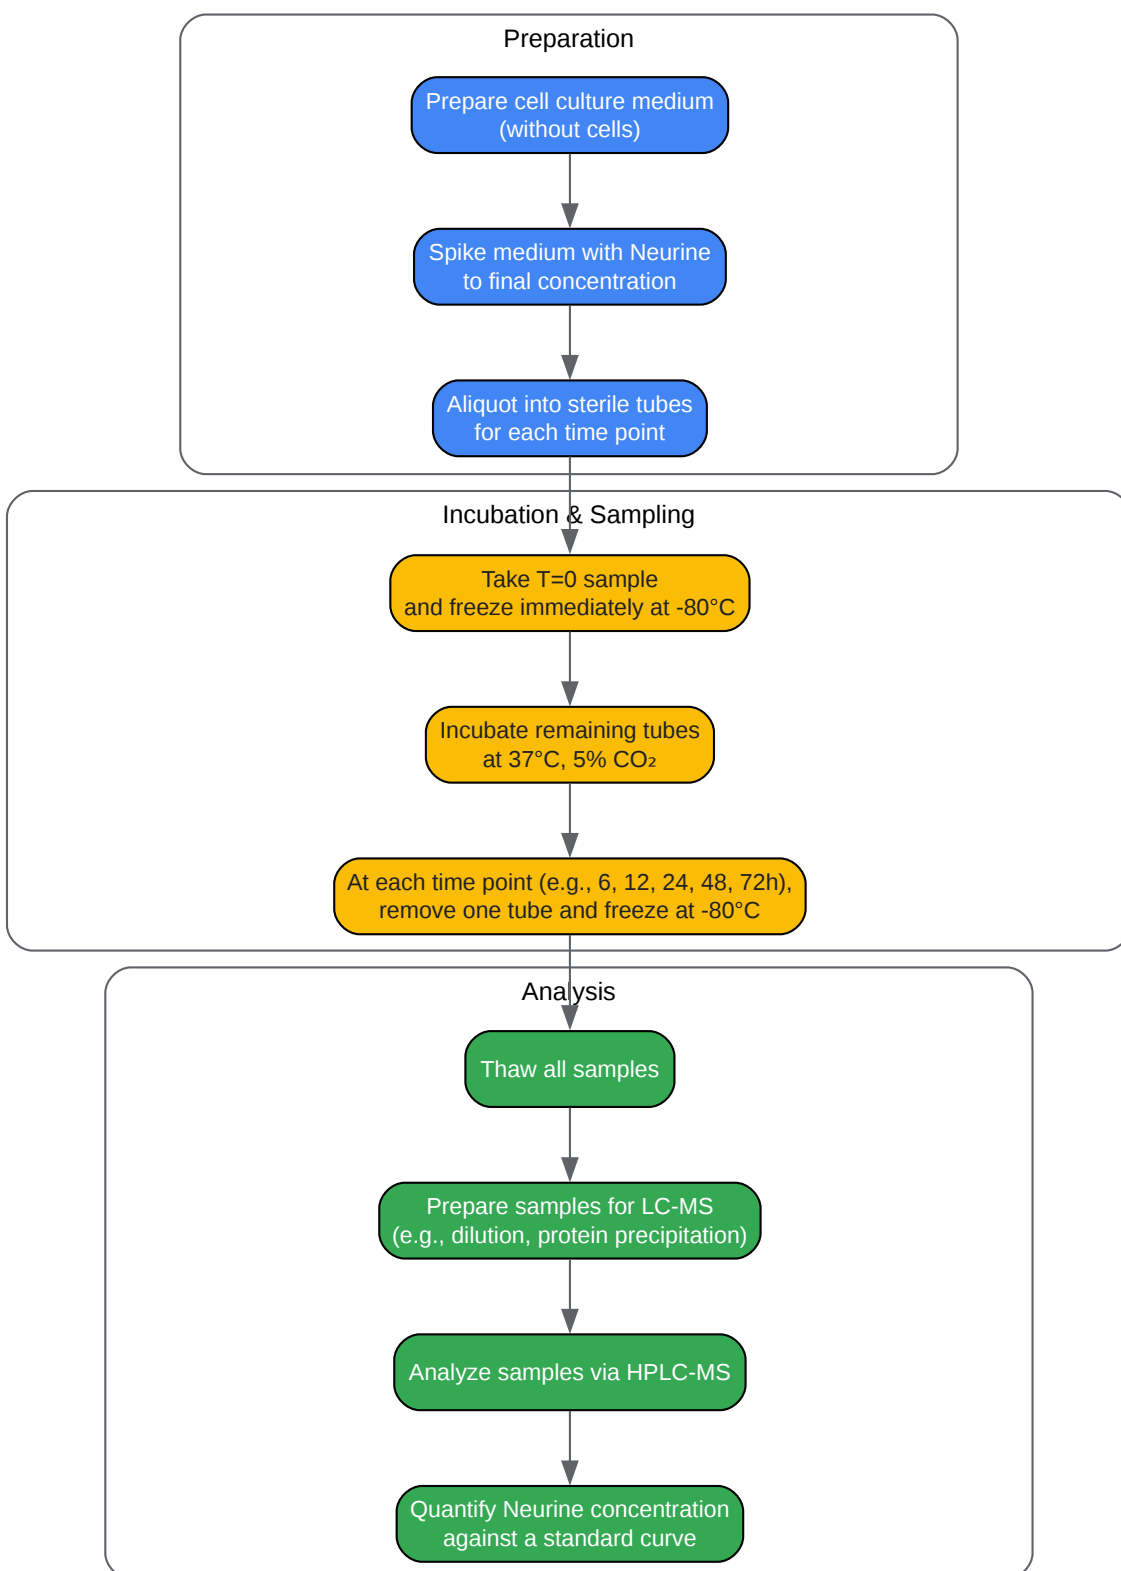 Preparation
Prepare cell culture medium
(without cells)
Spike medium with Neurine
to final concentration
Aliquot into sterile tubes
for each time point
Incubation & Sampling
Take T=0 sample
and freeze immediately at -80°C
Incubate remaining tubes
at 37°C, 5% CO₂
At each time point (e.g., 6, 12, 24, 48, 72h),
remove one tube and freeze at -80°C
Analysis
Thaw all samples
Prepare samples for LC-MS
(e.g., dilution, protein precipitation)
Analyze samples via HPLC-MS
Quantify Neurine concentration
against a standard curve